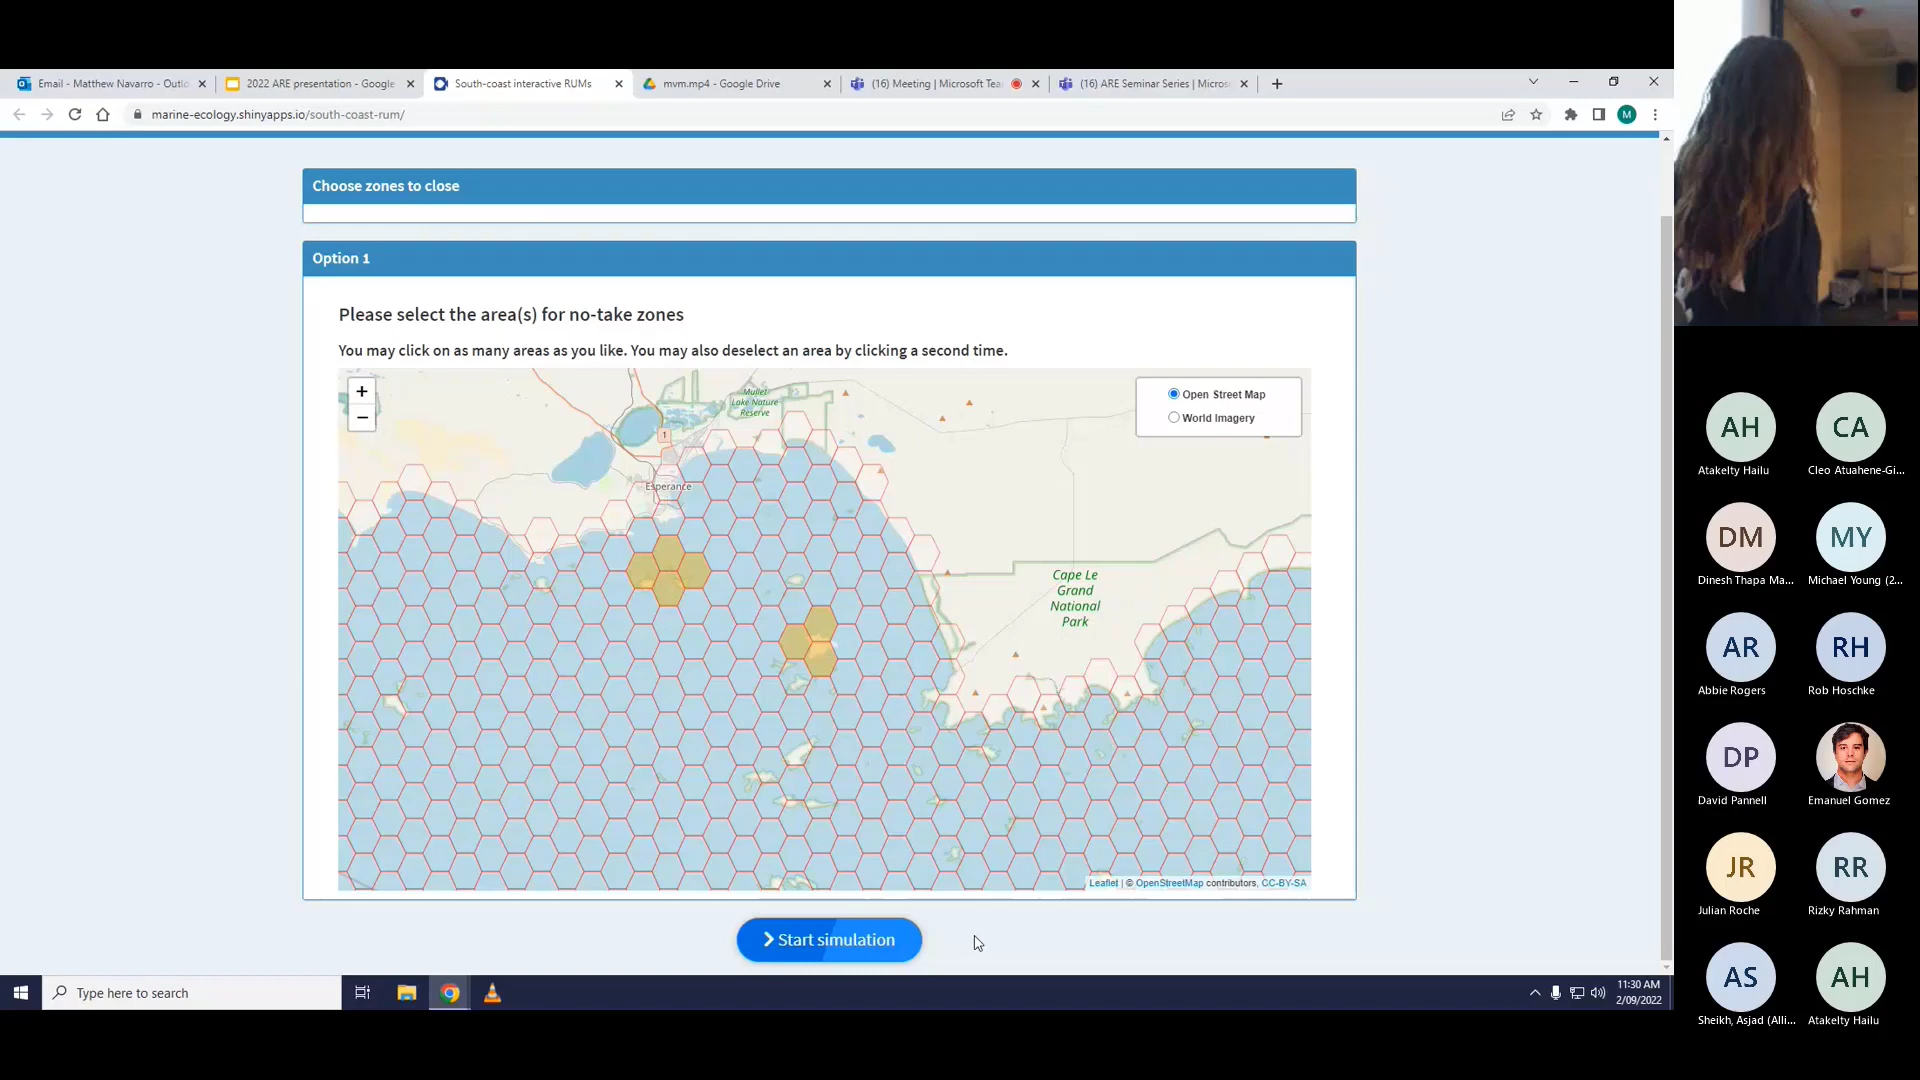 Email - Matthew Navarro - Outlo
2022 ARE presentation - Google
South-coast interactive RUMs
mvm.mp4 - Google Drive
(16) Meeting | Microsoft Tea
(16) ARE Seminar Series | Micros
marine-ecology.shinyapps.io/south-coast-rum/
M
Choose zones to close
Option 1
Please select the area(s) for no-take zones
You may click on as many areas as you like. You may also deselect an area by clicking a second time.
+
−
Open Street Map
World Imagery
Mullet
Lake Nature
Reserve
1
Esperance
Cape Le
Grand
National
Park
Leaflet | © OpenStreetMap contributors, CC-BY-SA
Start simulation
Type here to search
11:30 AM
2/09/2022
AH
Atakelty Hailu
CA
Cleo Atuahene-Gi...
DM
Dinesh Thapa Ma...
MY
Michael Young (2...
AR
Abbie Rogers
RH
Rob Hoschke
DP
David Pannell
Emanuel Gomez
JR
Julian Roche
RR
Rizky Rahman
AS
Sheikh, Asjad (Alli...
AH
Atakelty Hailu